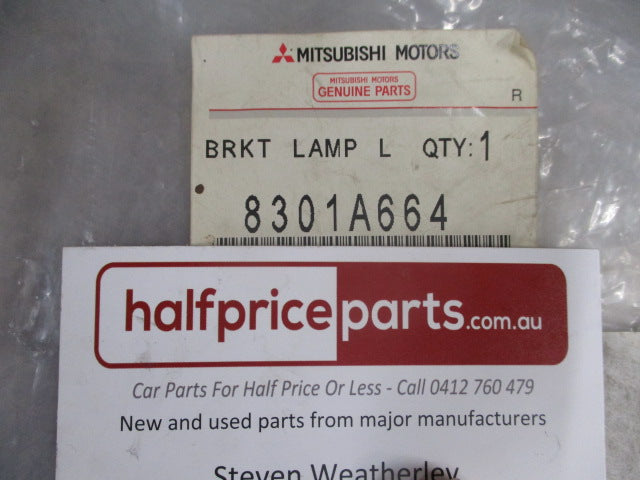 MITSUBISHI MOTORS
MITSUBISHI MOTORS
GENUINE PARTS
R
BRKT LAMP L QTY:1
8301A664
halfpriceparts.com.au
Car Parts For Half Price Or Less - Call 0412 760 479
New and used parts from major manufacturers
Steven Weatherley